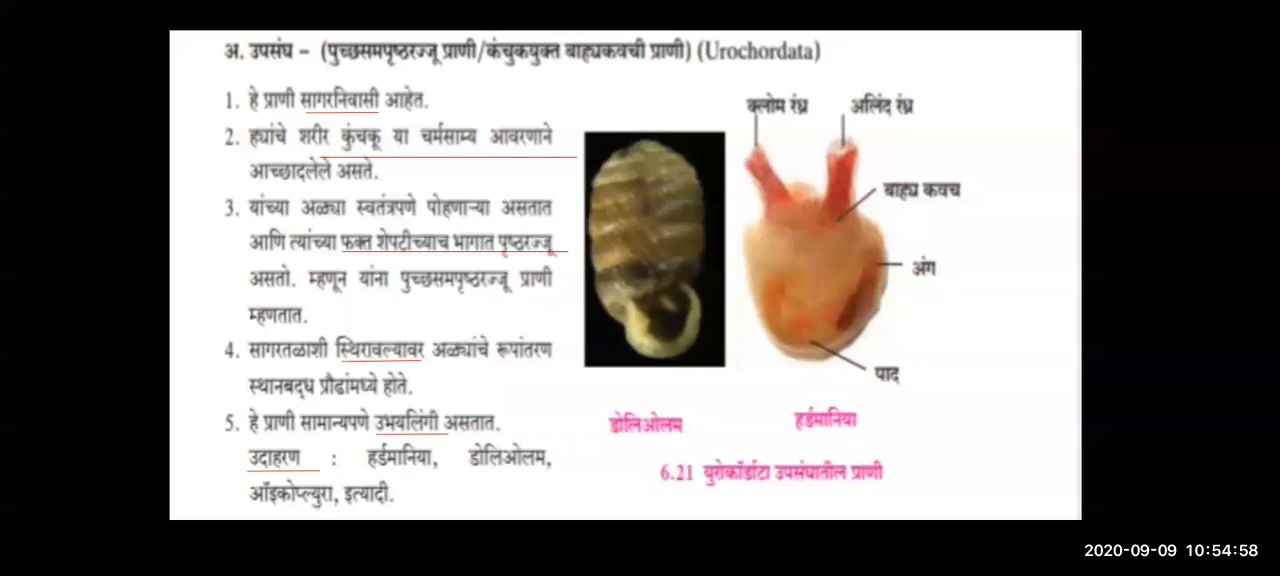 अ. उपसंघ – (पुच्छसमपृष्ठरज्जू प्राणी/कंचुकयुक्त बाह्यकवची प्राणी) (Urochordata)
1. हे प्राणी सागरनिवासी आहेत.
2. ह्यांचे शरीर कुंचकू या चर्मसाम्य आवरणाने
आच्छादलेले असते.
3. यांच्या अळ्या स्वतंत्रपणे पोहणाऱ्या असतात
आणि त्यांच्या फक्त शेपटीच्याच भागात पृष्ठरज्जू
असतो. म्हणून यांना पुच्छसमपृष्ठरज्जू प्राणी
म्हणतात.
4. सागरतळाशी स्थिरावल्यावर अळ्यांचे रूपांतरण
स्थानबद्ध प्रौढांमध्ये होते.
5. हे प्राणी सामान्यपणे उभयलिंगी असतात.
उदाहरण : हर्डमानिया, डोलिओलम,
ऑइकोप्ल्युरा, इत्यादी.
क्लोम रंध्र
अलिंद रंध्र
बाह्य कवच
अंग
पाद
डोलिओलम
हर्डमानिया
6.21 युरोकॉर्डाटा उपसंघातील प्राणी
2020-09-09 10:54:58